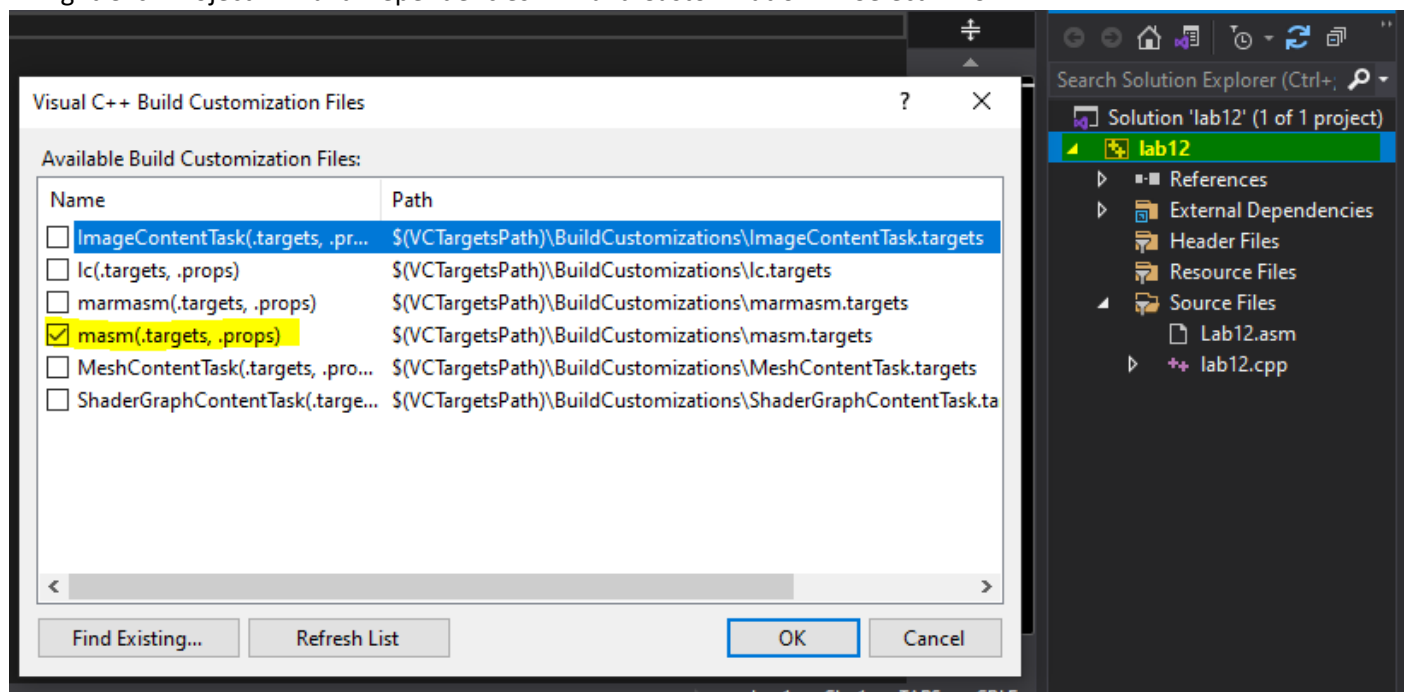 Search Solution Explorer (Ctrl+;
Visual C++ Build Customization Files ? X
Solution 'lab12' (1 of 1 project)
lab12
Available Build Customization Files:
References
Name Path
External Dependencies
ImageContentTask(.targets, .pr... $(VCTargetsPath)\BuildCustomizations\ImageContentTask.targets
Header Files
lc(.targets, .props) $(VCTargetsPath)\BuildCustomizations\lc.targets
Resource Files
marmasm(.targets, .props) $(VCTargetsPath)\BuildCustomizations\marmasm.targets
Source Files
masm(.targets, .props) $(VCTargetsPath)\BuildCustomizations\masm.targets
Lab12.asm
MeshContentTask(.targets, .pro... $(VCTargetsPath)\BuildCustomizations\MeshContentTask.targets
lab12.cpp
ShaderGraphContentTask(.targe... $(VCTargetsPath)\BuildCustomizations\ShaderGraphContentTask.ta
Find Existing... Refresh List OK Cancel